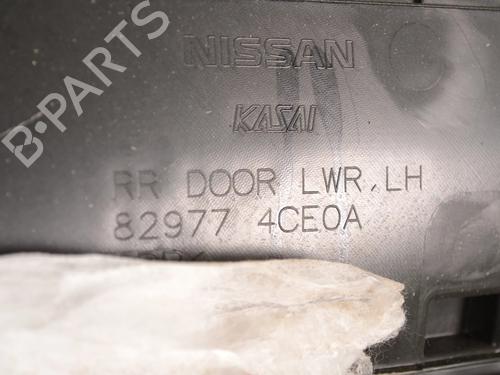 B-PARTS
NISSAN
KASAI
RR DOOR LWR,LH
82977 4CE0A